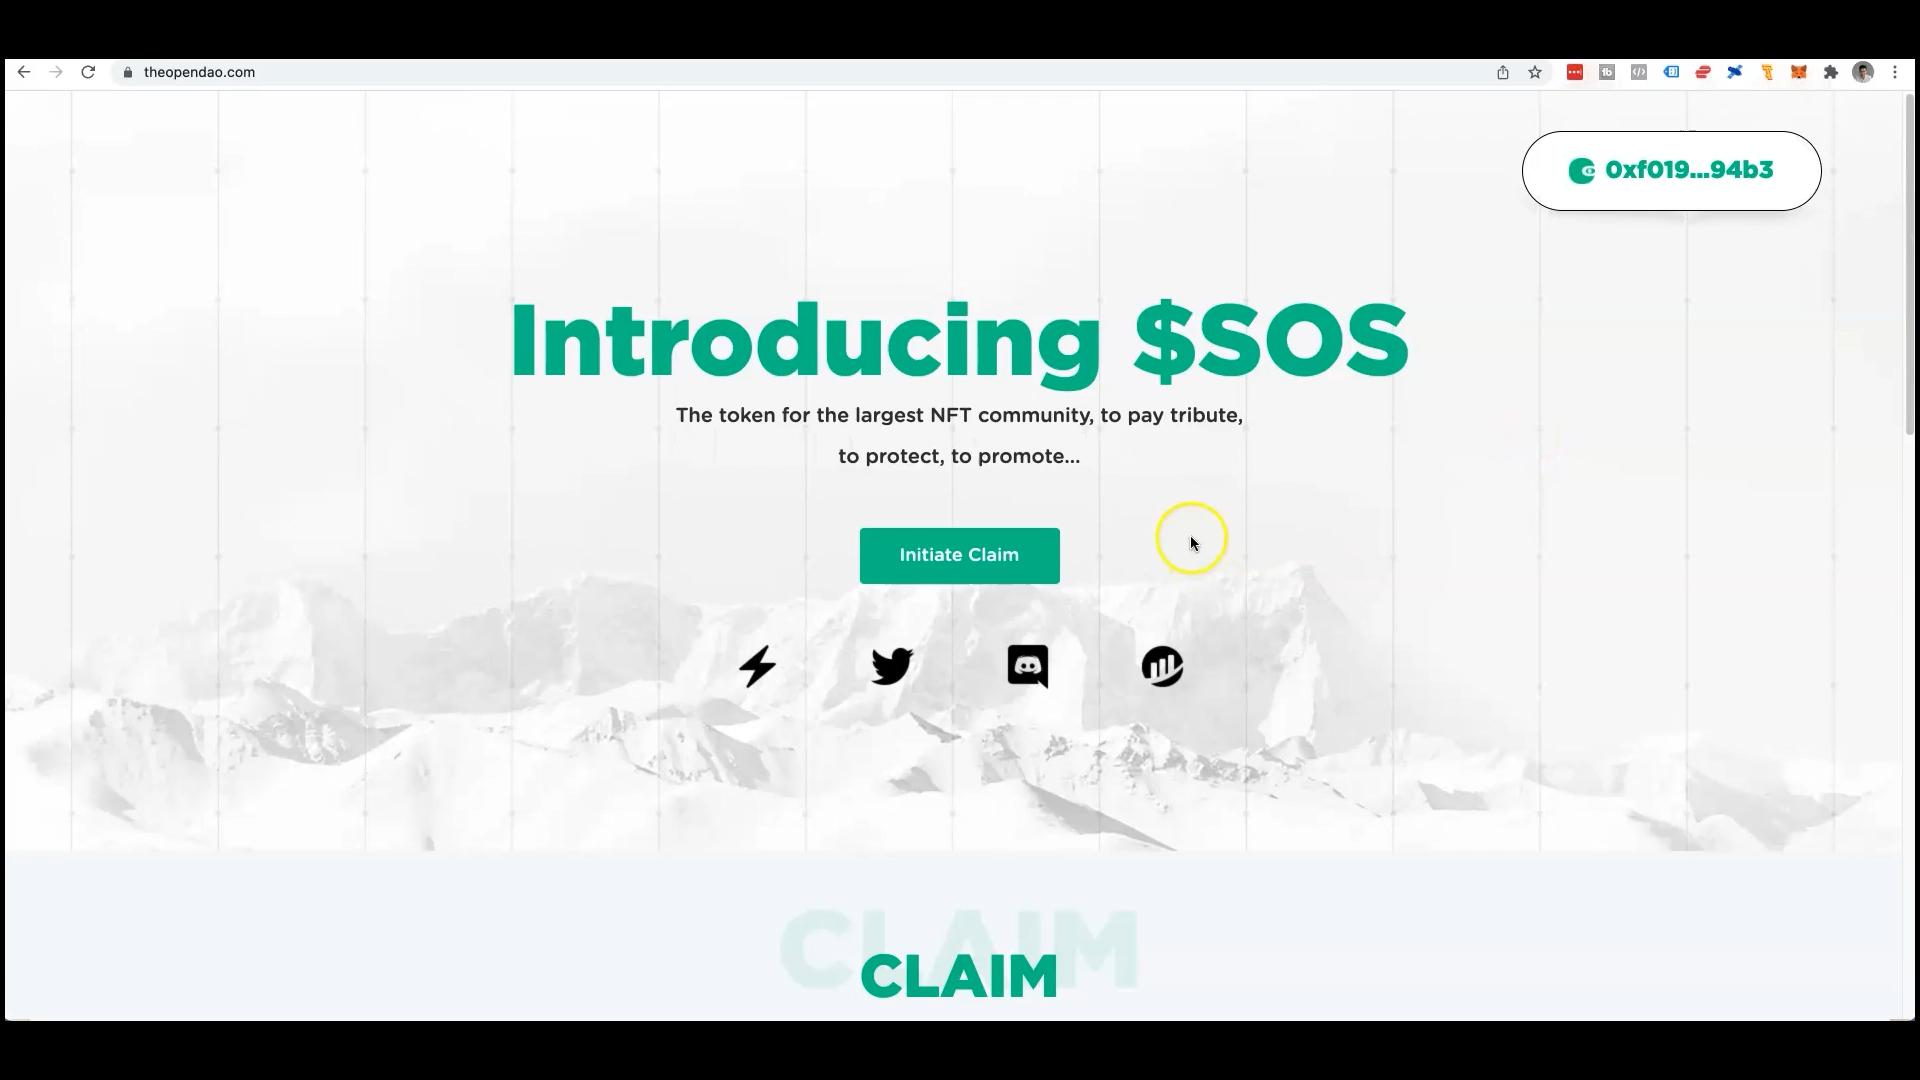 theopendao.com
0xf019...94b3
Introducing $SOS
The token for the largest NFT community, to pay tribute,
to protect, to promote...
Initiate Claim
CLAIM
CLAIM